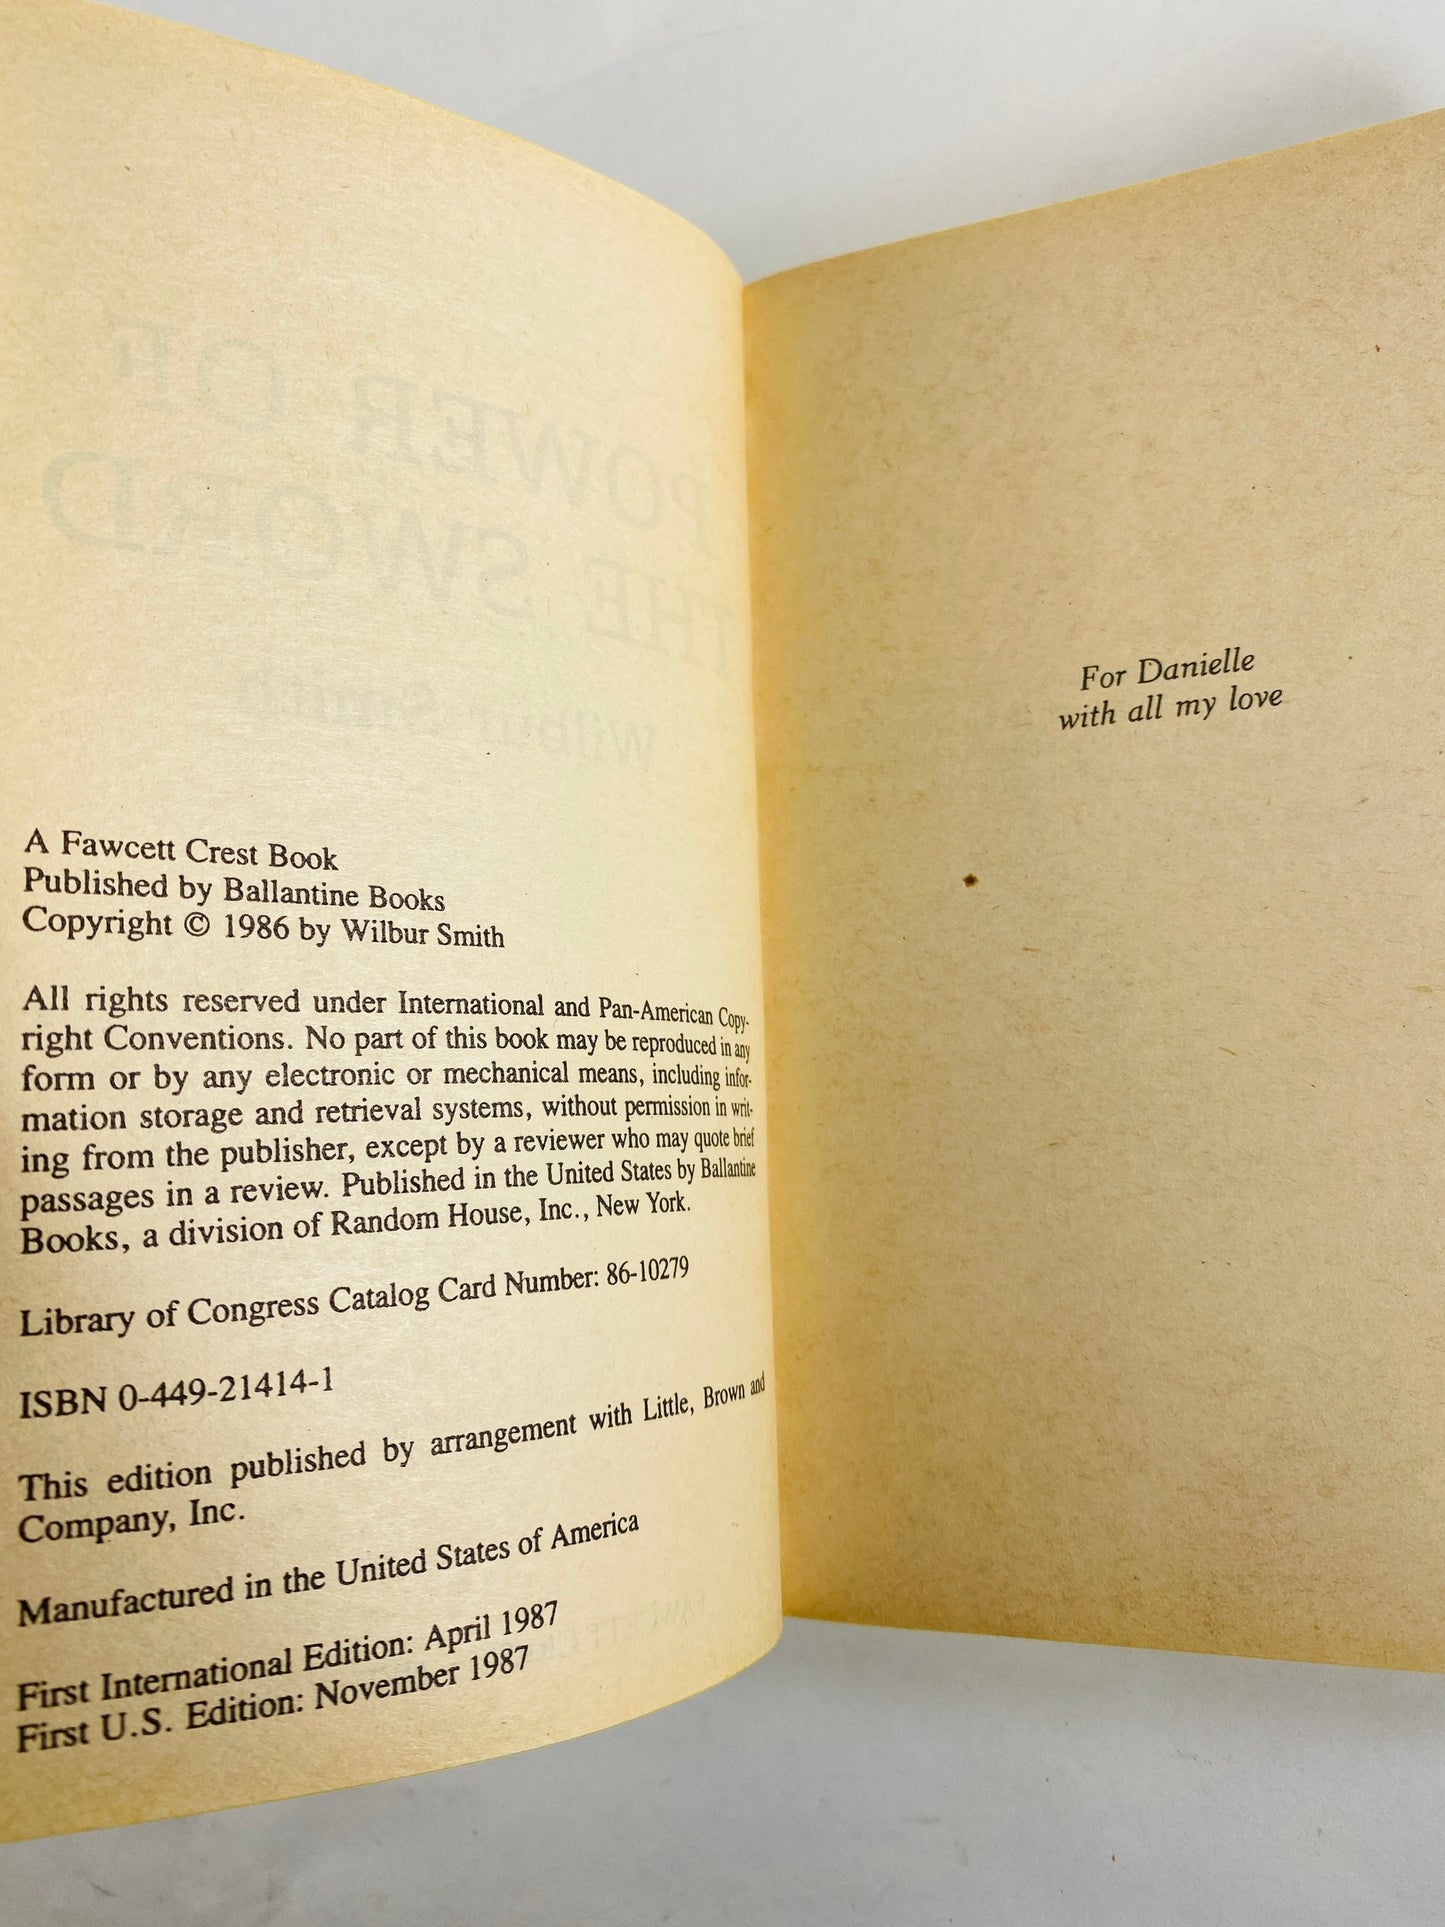 A Fawcett Crest Book
Published by Ballantine Books
Copyright © 1986 by Wilbur Smith
All rights reserved under International and Pan-American Copy-
right Conventions. No part of this book may be reproduced in any
form or by any electronic or mechanical means, including infor-
mation storage and retrieval systems, without permission in writ-
ing from the publisher, except by a reviewer who may quote brief
passages in a review. Published in the United States by Ballantine
Books, a division of Random House, Inc., New York.
Library of Congress Catalog Card Number: 86-10279
ISBN 0-449-21414-1
This edition published by arrangement with Little, Brown and
Company, Inc.
Manufactured in the United States of America
First International Edition: April 1987
First U.S. Edition: November 1987
For Danielle
with all my love